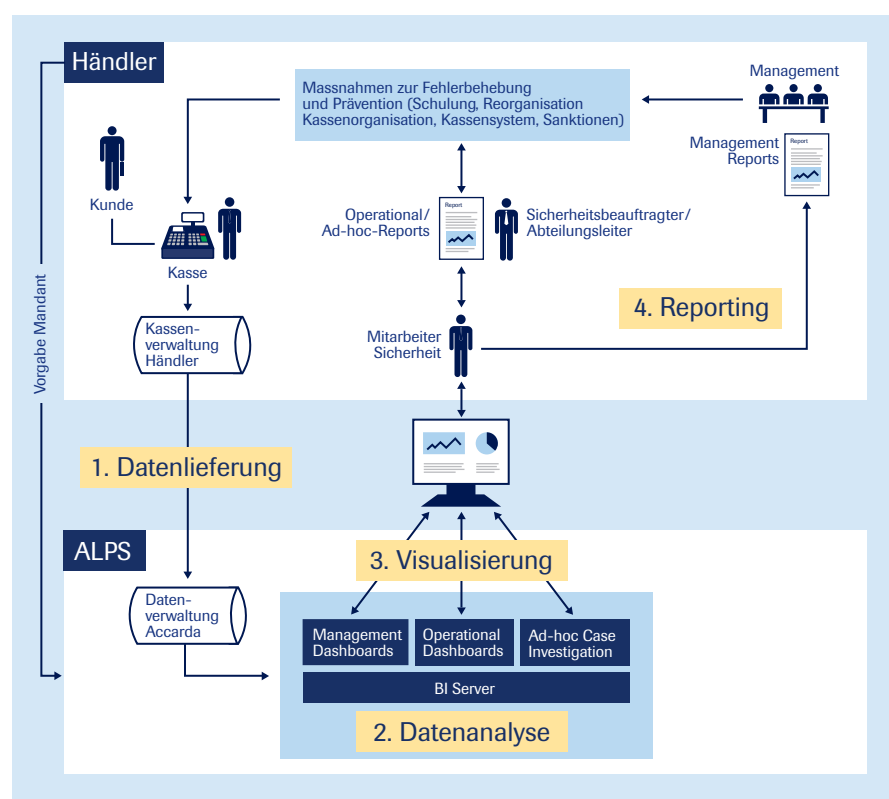 Händler
Massnahmen zur Fehlerbehebung
und Prävention (Schulung, Reorganisation
Kassenorganisation, Kassensystem, Sanktionen)
Management
Report
Management
Reports
Kunde
Kasse
Operational/
Ad-hoc-Reports
Report
Sicherheitsbeauftragter/
Abteilungsleiter
4. Reporting
Vorgabe Mandant
Kassen-
verwaltung
Händler
Mitarbeiter
Sicherheit
1. Datenlieferung
ALPS
3. Visualisierung
Daten-
verwaltung
Accarda
Management
Dashboards
Operational
Dashboards
Ad-hoc Case
Investigation
BI Server
2. Datenanalyse